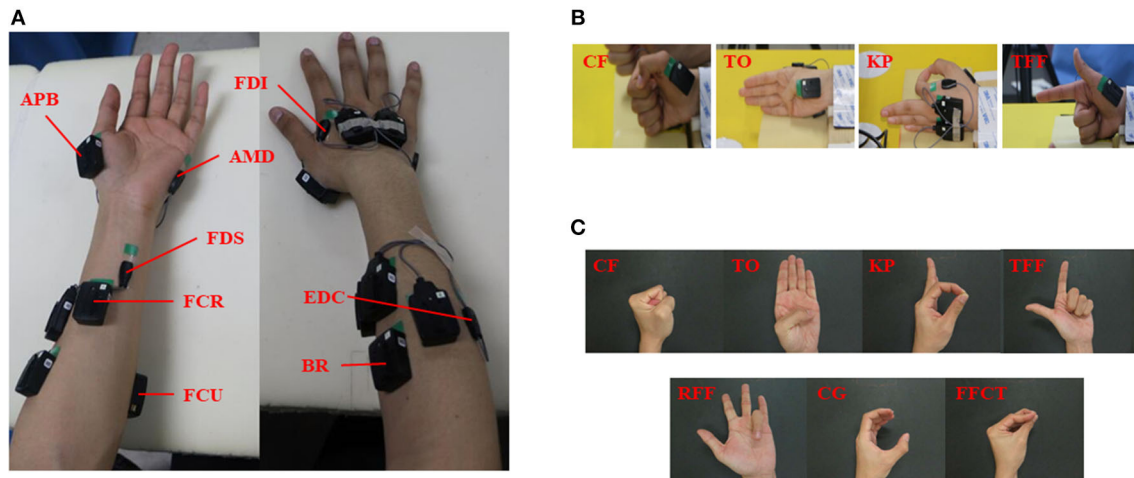 A
APB
AMD
FDS
FCR
FCU
FDI
EDC
BR
B
CF
TO
KP
TFF
C
CF
TO
KP
TFF
RFF
CG
FFCT